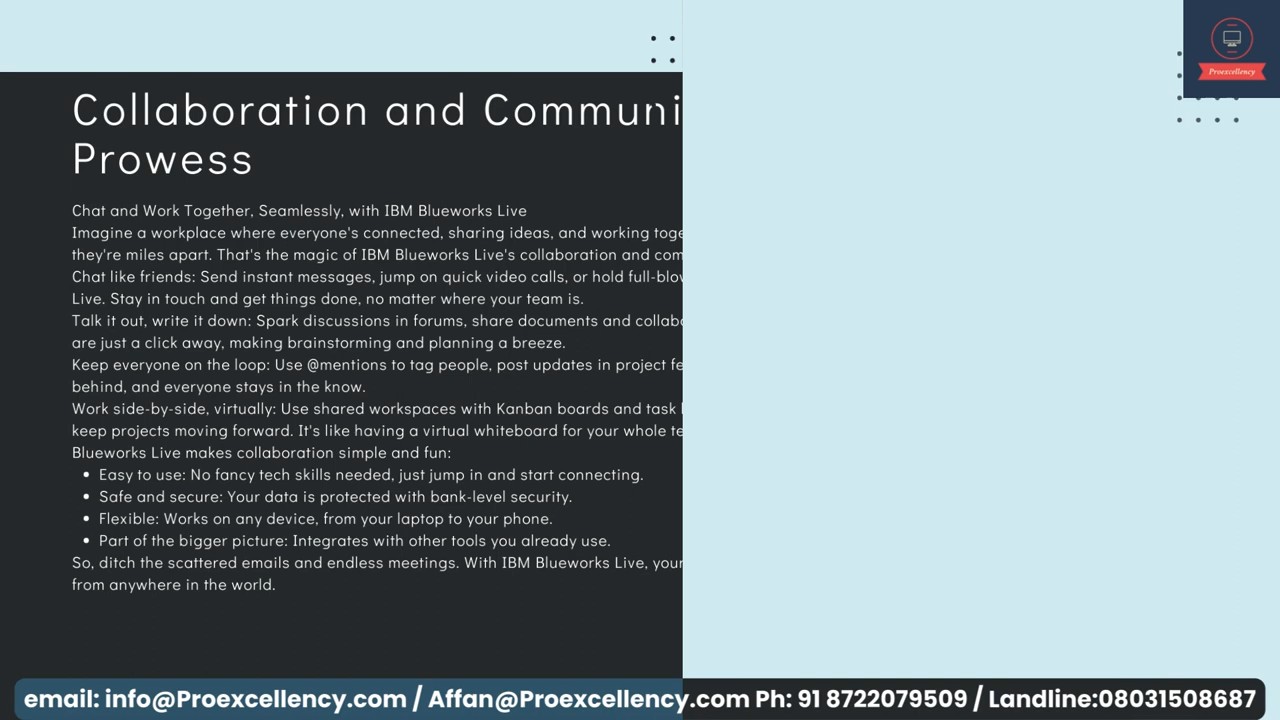 Collaboration and Communi
Prowess
Chat and Work Together, Seamlessly, with IBM Blueworks Live
Imagine a workplace where everyone's connected, sharing ideas, and working toge
they're miles apart. That's the magic of IBM Blueworks Live's collaboration and com
Chat like friends: Send instant messages, jump on quick video calls, or hold full-blow
Live. Stay in touch and get things done, no matter where your team is.
Talk it out, write it down: Spark discussions in forums, share documents and collabo
are just a click away, making brainstorming and planning a breeze.
Keep everyone on the loop: Use @mentions to tag people, post updates in project fe
behind, and everyone stays in the know.
Work side-by-side, virtually: Use shared workspaces with Kanban boards and task
keep projects moving forward. It's like having a virtual whiteboard for your whole te
Blueworks Live makes collaboration simple and fun:
• Easy to use: No fancy tech skills needed, just jump in and start connecting.
• Safe and secure: Your data is protected with bank-level security.
• Flexible: Works on any device, from your laptop to your phone.
• Part of the bigger picture: Integrates with other tools you already use.
So, ditch the scattered emails and endless meetings. With IBM Blueworks Live, your
from anywhere in the world.
Proexcellency
email: info@Proexcellency.com / Affan@Proexcellency.com Ph: 91 8722079509 / Landline:08031508687